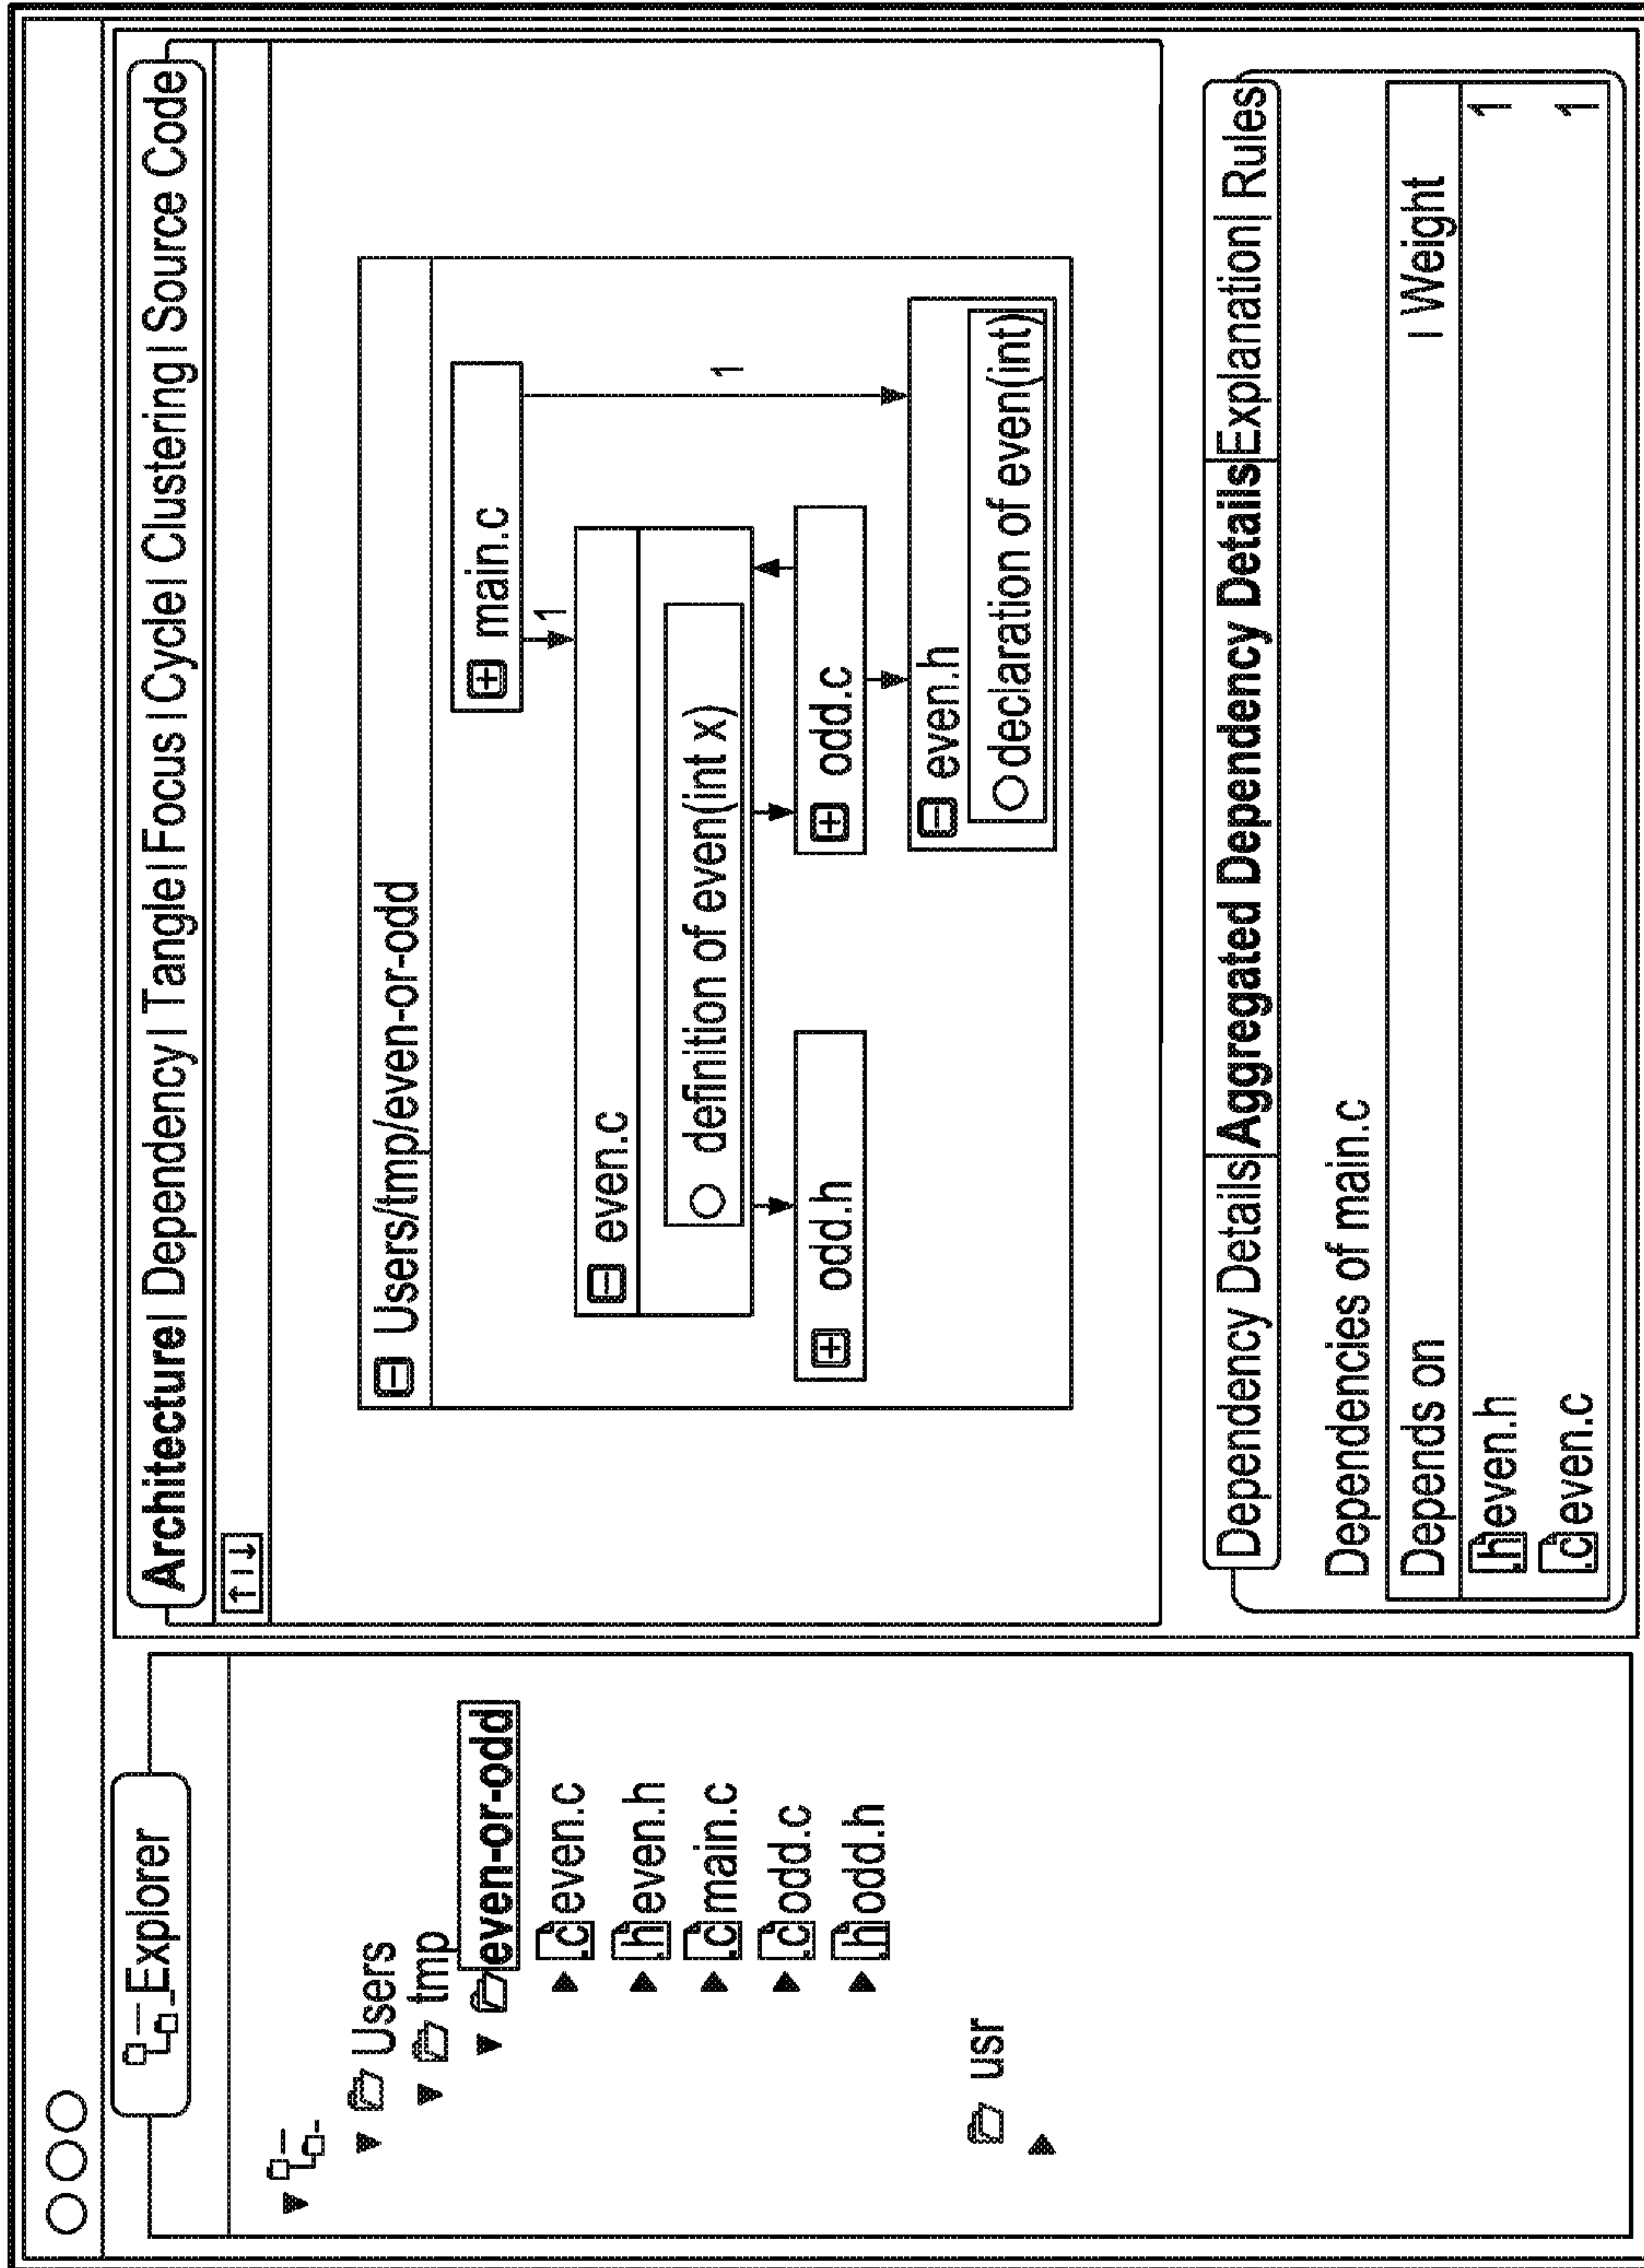 Explorer
Users
tmp
even-or-odd
.c even.c
.h even.h
.c main.c
.c odd.c
.h odd.h
usr
Architecture | Dependency | Tangle | Focus | Cycle | Clustering | Source Code
Users/tmp/even-or-odd
main.c
1
1
even.c
definition of even(int x)
odd.h
odd.c
even.h
declaration of even(int)
Dependency Details | Aggregated Dependency Details | Explanation | Rules
Dependencies of main.c
Depends on | Weight
.h even.h 1
.c even.c 1